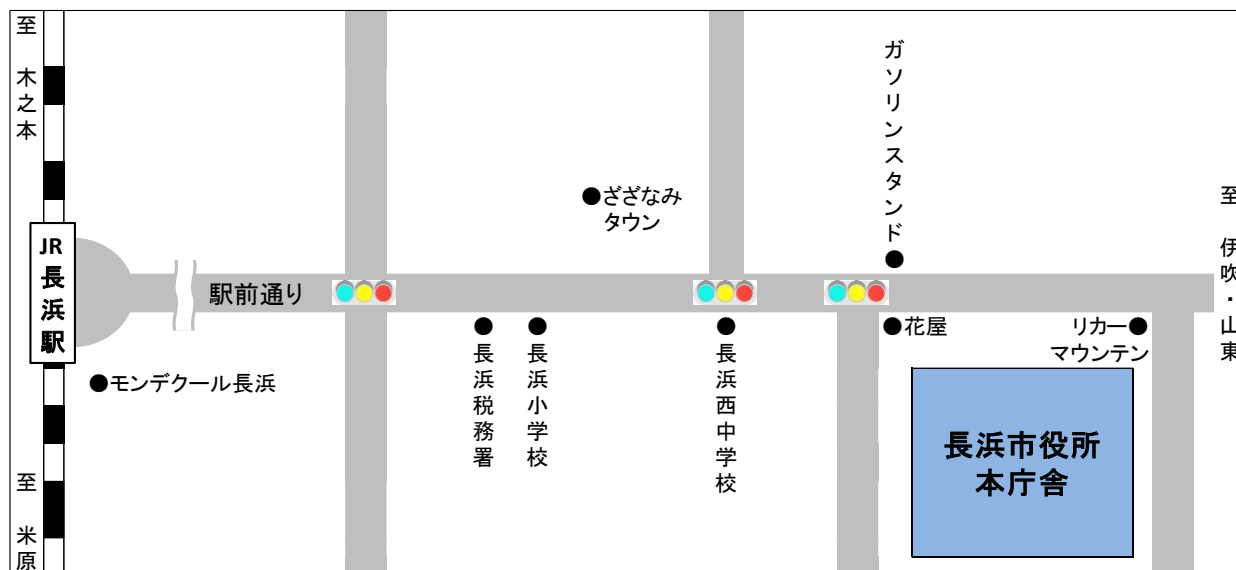 至 木之本
JR長浜駅
至 米原
駅前通り
●モンデクール長浜
●ざざなみ
タウン
●長浜税務署
●長浜小学校
●長浜西中学校
ガソリンスタンド●
●花屋
リカー●
マウンテン
長浜市役所
本庁舎
至 伊吹・山東